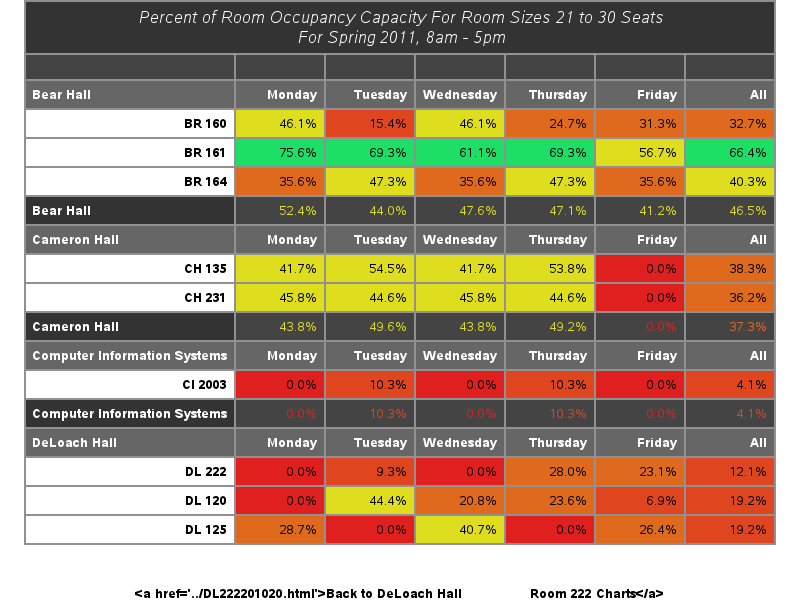 Percent of Room Occupancy Capacity For Room Sizes 21 to 30 Seats
For Spring 2011, 8am - 5pm
Bear Hall Monday Tuesday Wednesday Thursday Friday All
BR 160 46.1% 15.4% 46.1% 24.7% 31.3% 32.7%
BR 161 75.6% 69.3% 61.1% 69.3% 56.7% 66.4%
BR 164 35.6% 47.3% 35.6% 47.3% 35.6% 40.3%
Bear Hall 52.4% 44.0% 47.6% 47.1% 41.2% 46.5%
Cameron Hall Monday Tuesday Wednesday Thursday Friday All
CH 135 41.7% 54.5% 41.7% 53.8% 0.0% 38.3%
CH 231 45.8% 44.6% 45.8% 44.6% 0.0% 36.2%
Cameron Hall 43.8% 49.6% 43.8% 49.2% 0.0% 37.3%
Computer Information Systems Monday Tuesday Wednesday Thursday Friday All
CI 2003 0.0% 10.3% 0.0% 10.3% 0.0% 4.1%
Computer Information Systems 0.0% 10.3% 0.0% 10.3% 0.0% 4.1%
DeLoach Hall Monday Tuesday Wednesday Thursday Friday All
DL 222 0.0% 9.3% 0.0% 28.0% 23.1% 12.1%
DL 120 0.0% 44.4% 20.8% 23.6% 6.9% 19.2%
DL 125 28.7% 0.0% 40.7% 0.0% 26.4% 19.2%
<a href='../DL222201020.html'>Back to DeLoach Hall Room 222 Charts</a>